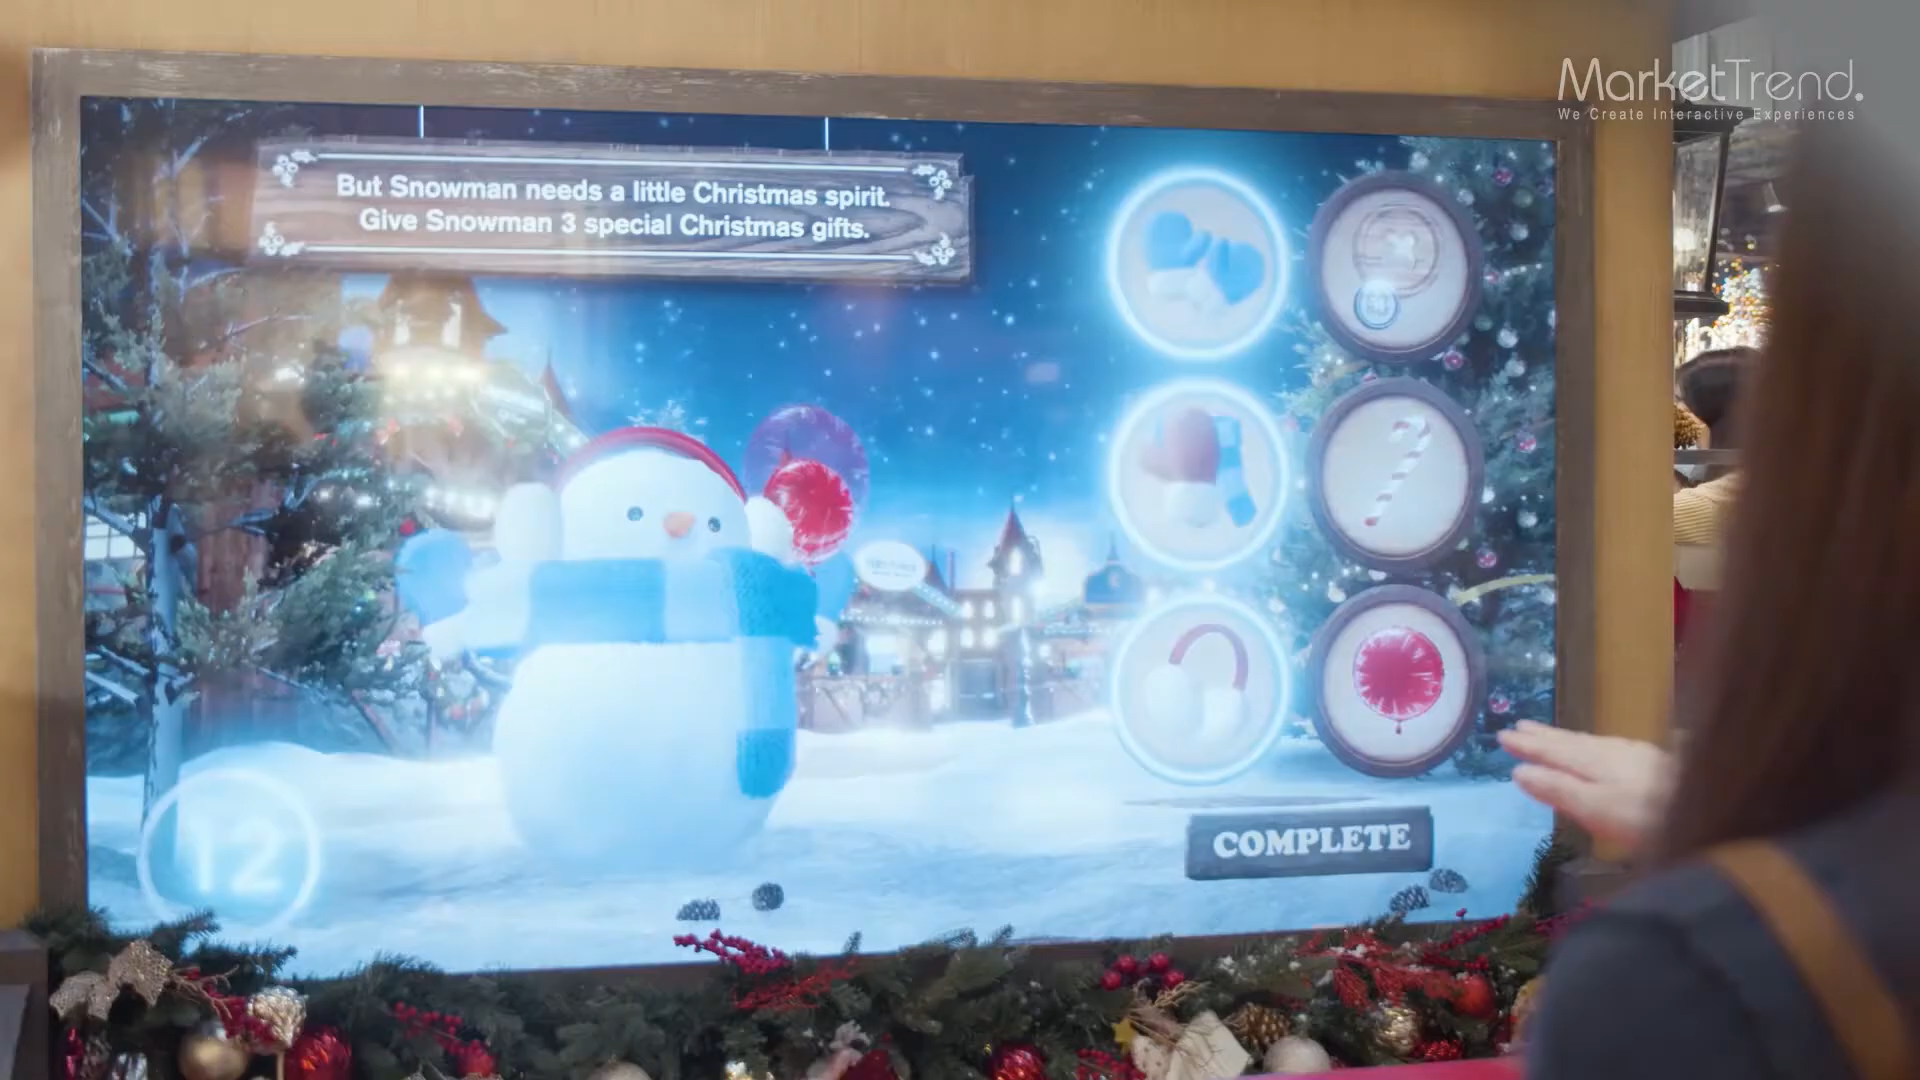 MarketTrend.
We Create Interactive Experiences
But Snowman needs a little Christmas spirit.
Give Snowman 3 special Christmas gifts.
12
COMPLETE